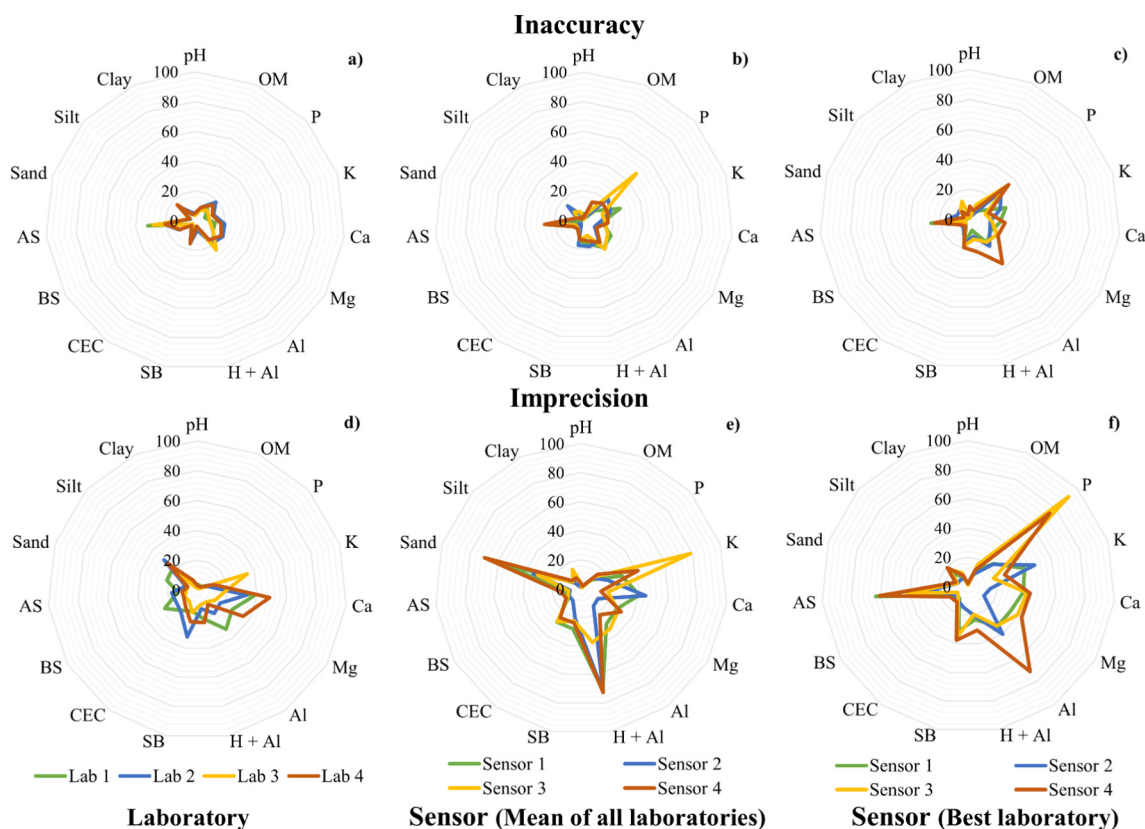 Inaccuracy
a)
pH
OM
P
K
Ca
Mg
Al
H + Al
SB
CEC
BS
AS
Sand
Silt
Clay
100
80
60
40
20
0
b)
pH
OM
P
K
Ca
Mg
Al
H + Al
SB
CEC
BS
AS
Sand
Silt
Clay
100
80
60
40
20
0
c)
pH
OM
P
K
Ca
Mg
Al
H + Al
SB
CEC
BS
AS
Sand
Silt
Clay
100
80
60
40
20
0
Imprecision
d)
pH
OM
P
K
Ca
Mg
Al
H + Al
SB
CEC
BS
AS
Sand
Silt
Clay
100
80
60
40
20
0
Lab 1 Lab 2 Lab 3 Lab 4
Laboratory
e)
pH
OM
P
K
Ca
Mg
Al
H + Al
SB
CEC
BS
AS
Sand
Silt
Clay
100
80
60
40
20
0
Sensor 1 Sensor 2
Sensor 3 Sensor 4
Sensor (Mean of all laboratories)
f)
pH
OM
P
K
Ca
Mg
Al
H + Al
SB
CEC
BS
AS
Sand
Silt
Clay
100
80
60
40
20
0
Sensor 1 Sensor 2
Sensor 3 Sensor 4
Sensor (Best laboratory)